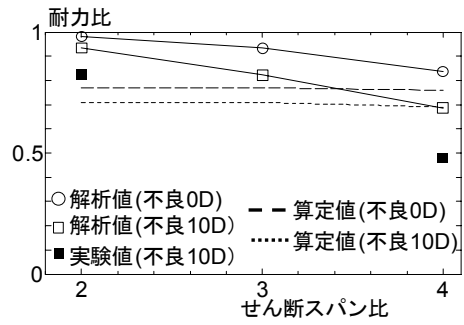 耐力比
1
0.5
0
解析値(不良0D)
解析値(不良10D)
実験値(不良10D)
算定値(不良0D)
算定値(不良10D)
2 3 4
せん断スパン比